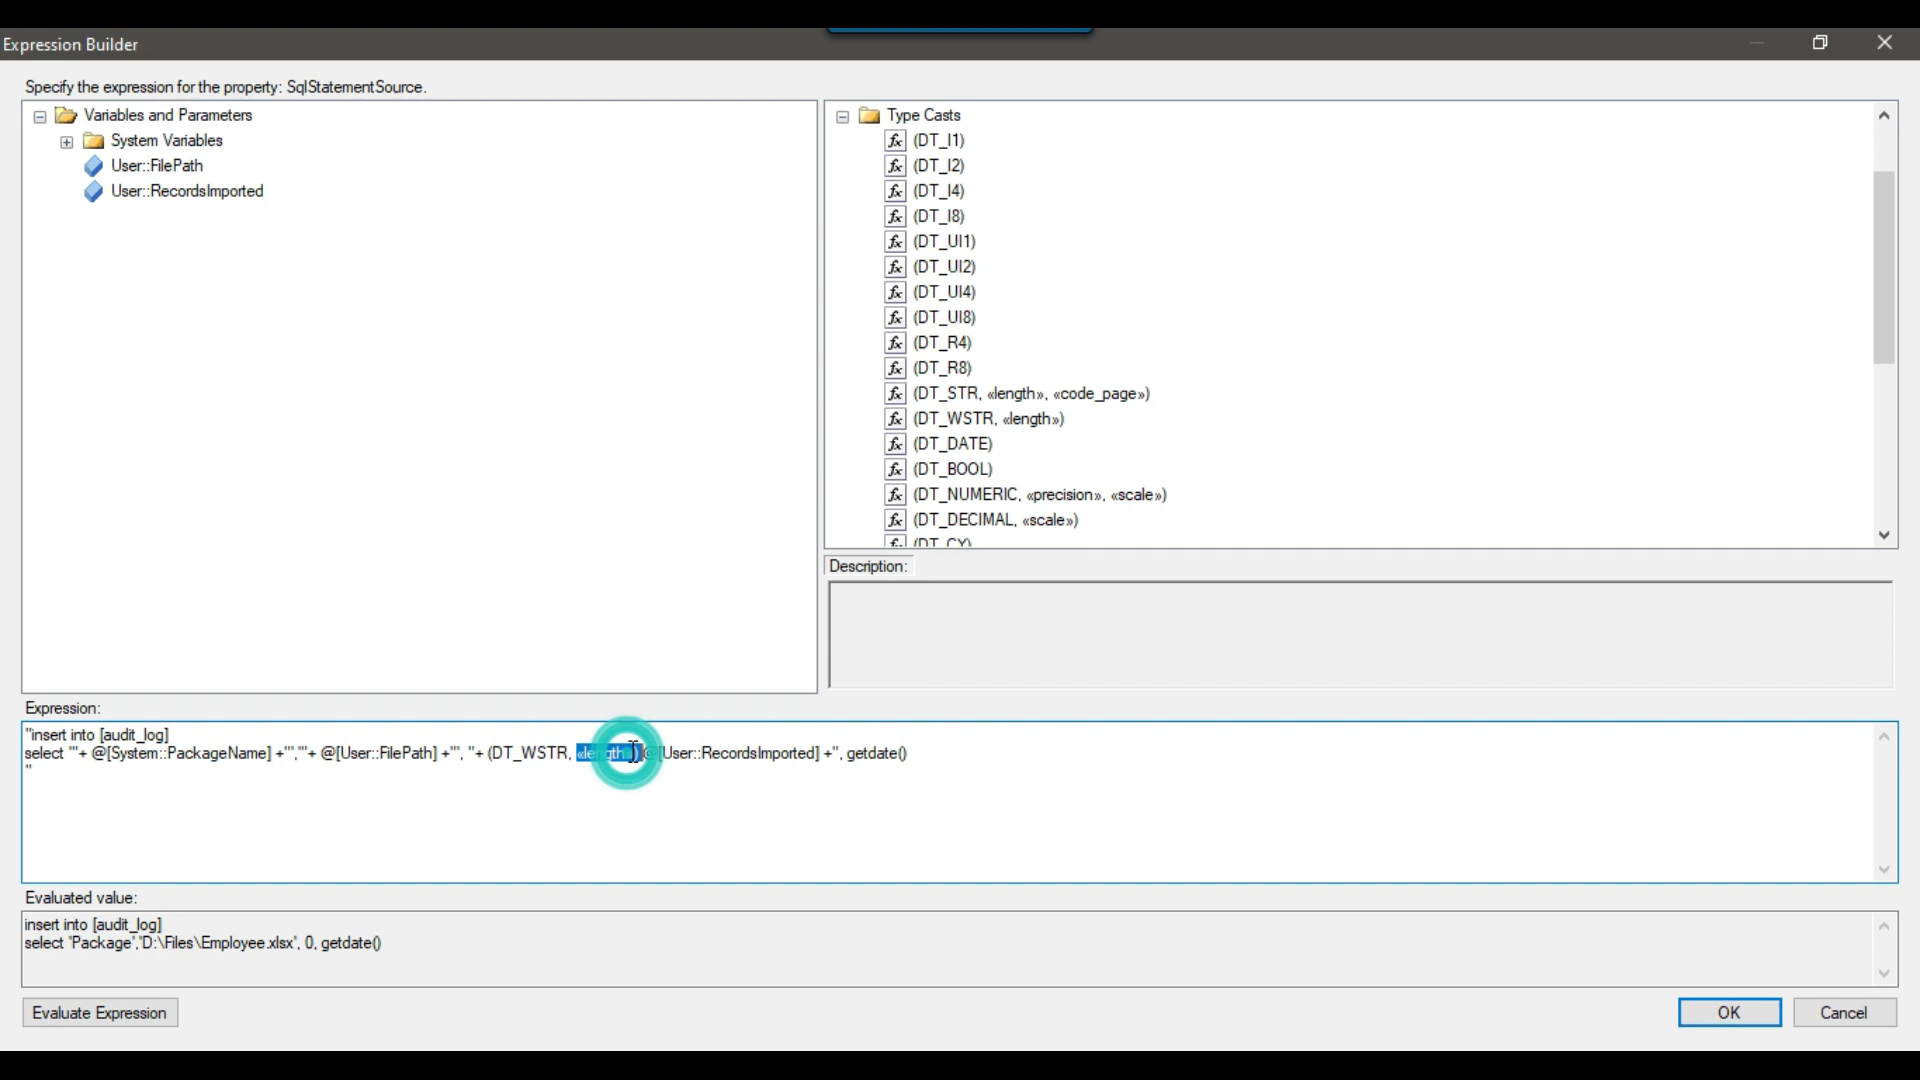 Expression Builder
Specify the expression for the property: SqlStatementSource.
Variables and Parameters
System Variables
User::FilePath
User::RecordsImported
Type Casts
(DT_I1)
(DT_I2)
(DT_I4)
(DT_I8)
(DT_UI1)
(DT_UI2)
(DT_UI4)
(DT_UI8)
(DT_R4)
(DT_R8)
(DT_STR, «length», «code_page»)
(DT_WSTR, «length»)
(DT_DATE)
(DT_BOOL)
(DT_NUMERIC, «precision», «scale»)
(DT_DECIMAL, «scale»)
(DT_CY)
Description:
Expression:
"insert into [audit_log]
select '"+ @[System::PackageName] +"','"+ @[User::FilePath] +"', "+ (DT_WSTR, «length») @[User::RecordsImported] +", getdate()
"
Evaluated value:
insert into [audit_log]
select 'Package','D:\Files\Employee.xlsx', 0, getdate()
Evaluate Expression
OK
Cancel